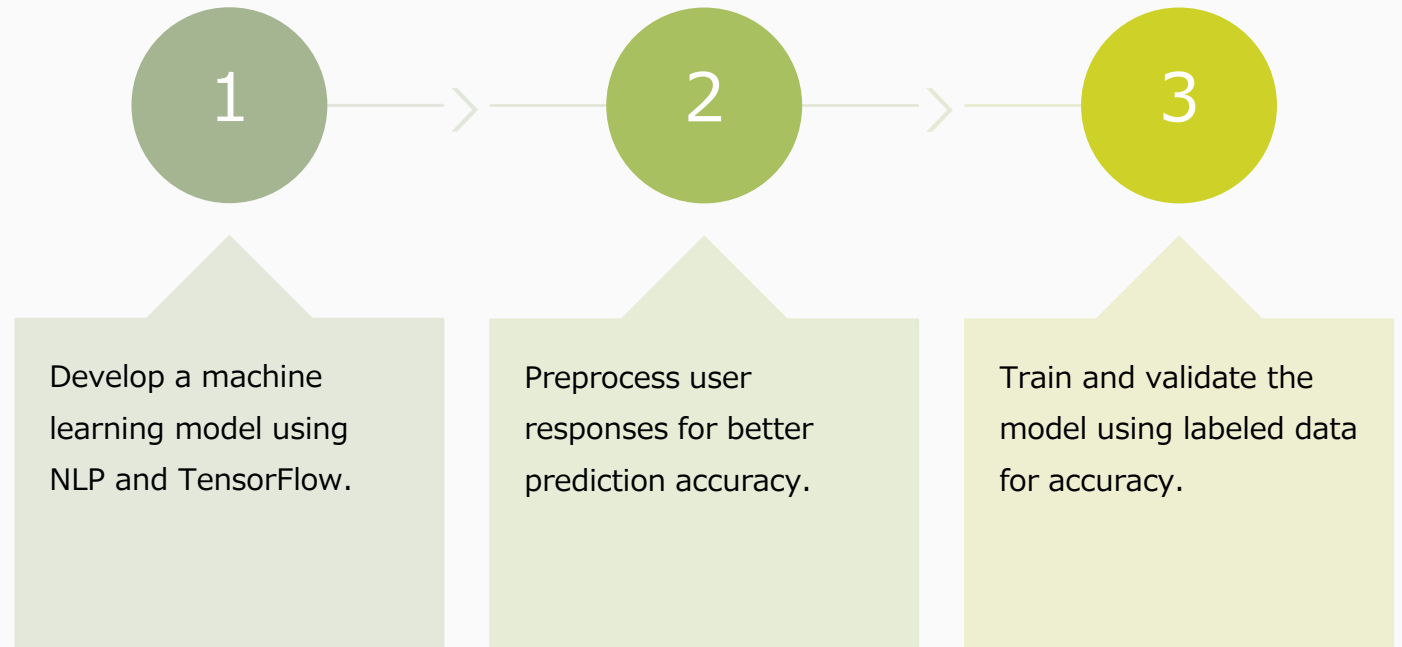 1
2
3
Develop a machine
learning model using
NLP and TensorFlow.
Preprocess user
responses for better
prediction accuracy.
Train and validate the
model using labeled data
for accuracy.